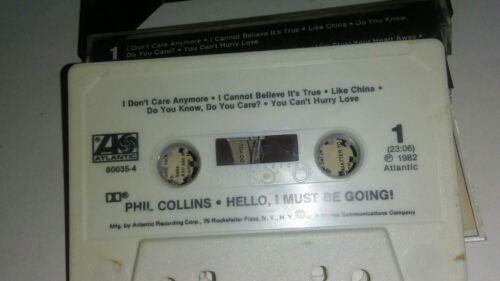 1 I Don't Care Anymore • I Cannot Believe It's True • Like China • Do You Know,
Do You Care? • You Can't Hurry Love
Your Heart Away •
I Don't Care Anymore • I Cannot Believe It's True • Like China •
Do You Know, Do You Care? • You Can't Hurry Love
ATLANTIC
80035-4
1
(23:06)
℗ 1982
Atlantic
PHIL COLLINS • HELLO, I MUST BE GOING!
Mfg. by Atlantic Recording Corp., 75 Rockefeller Plaza, N.Y., N.Y. Communications Company